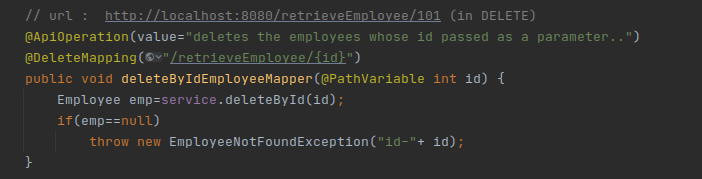 // url :  http://localhost:8080/retrieveEmployee/101 (in DELETE)
@ApiOperation(value="deletes the employees whose id passed as a parameter..")
@DeleteMapping("/retrieveEmployee/{id}")
public void deleteByIdEmployeeMapper(@PathVariable int id) {
    Employee emp=service.deleteById(id);
    if(emp==null)
        throw new EmployeeNotFoundException("id-"+ id);
}